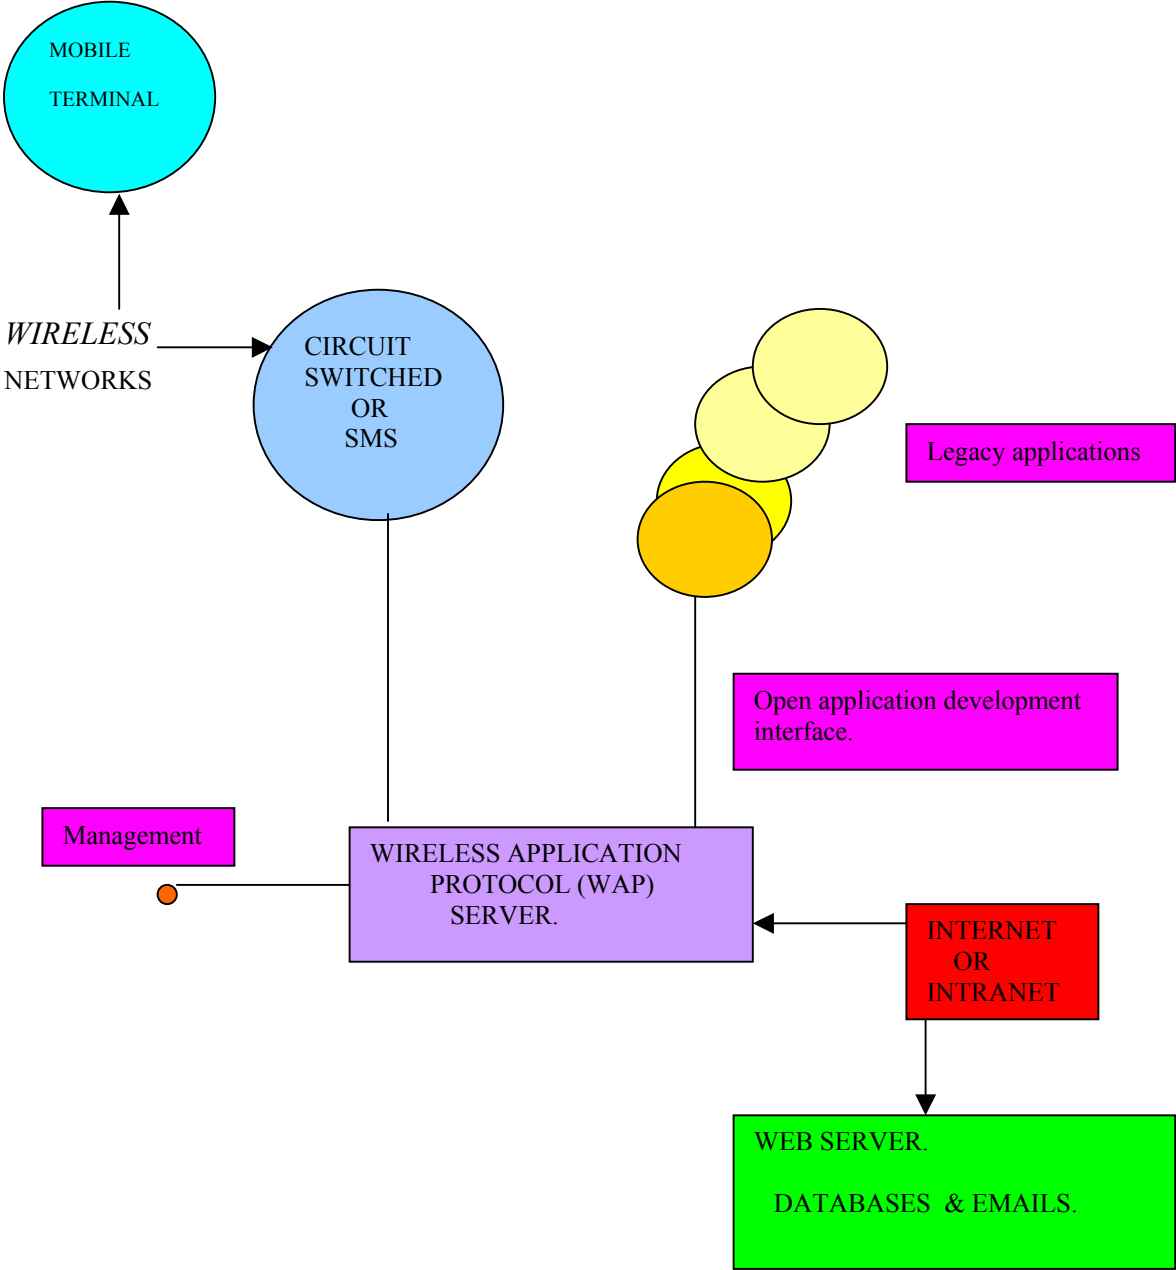 MOBILE
TERMINAL
WIRELESS
NETWORKS
CIRCUIT
SWITCHED
OR
SMS
Legacy applications
Open application development
interface.
Management
WIRELESS APPLICATION
PROTOCOL (WAP)
SERVER.
INTERNET
OR
INTRANET
WEB SERVER.
DATABASES & EMAILS.